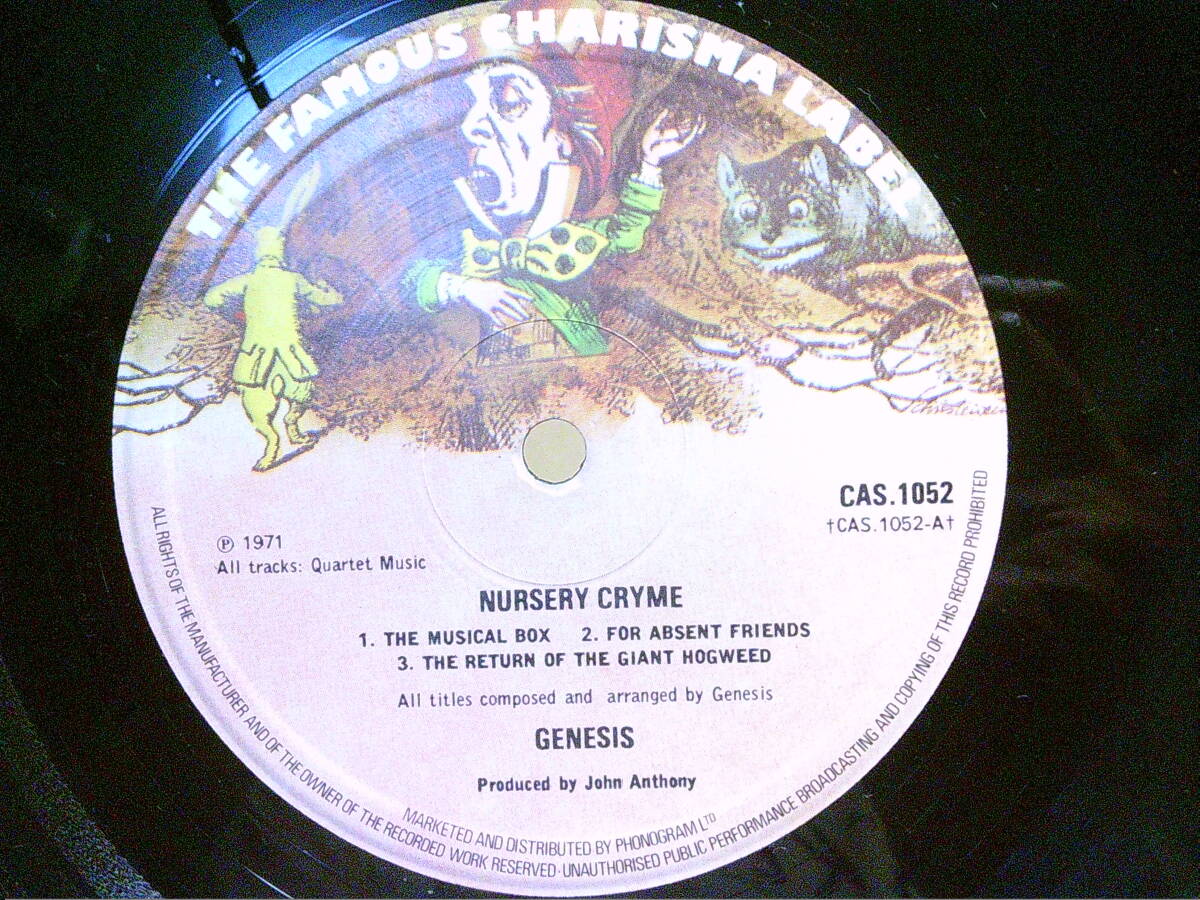 THE FAMOUS CHARISMA LABEL
CAS.1052
†CAS.1052-A†
Ⓟ 1971
All tracks: Quartet Music
NURSERY CRYME
1. THE MUSICAL BOX 2. FOR ABSENT FRIENDS
3. THE RETURN OF THE GIANT HOGWEED
All titles composed and arranged by Genesis
GENESIS
Produced by John Anthony
MARKETED AND DISTRIBUTED BY PHONOGRAM LTD
ALL RIGHTS OF THE MANUFACTURER AND OF THE OWNER OF THE RECORDED WORK RESERVED·UNAUTHORISED PUBLIC PERFORMANCE BROADCASTING AND COPYING OF THIS RECORD PROHIBITED